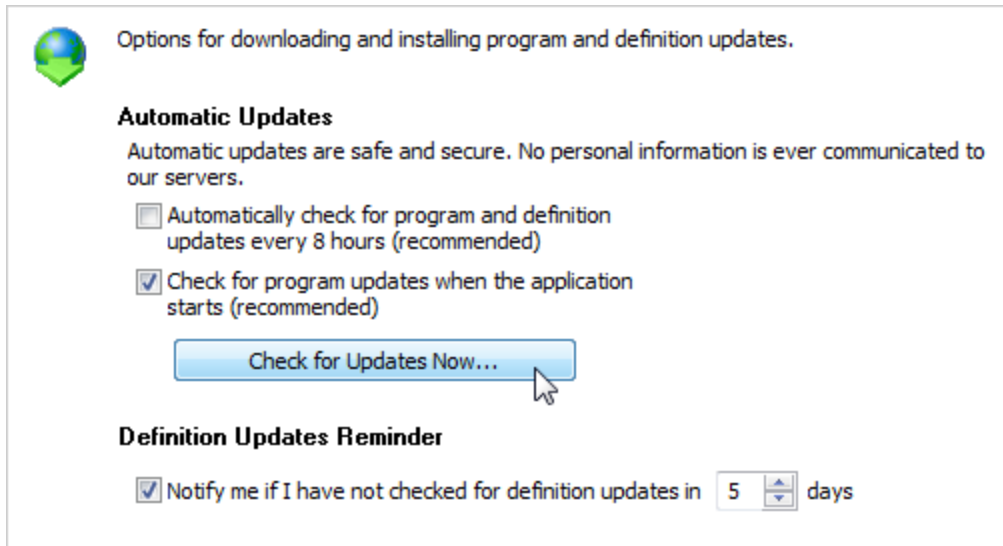 Options for downloading and installing program and definition updates.
Automatic Updates
Automatic updates are safe and secure. No personal information is ever communicated to
our servers.
Automatically check for program and definition
updates every 8 hours (recommended)
Check for program updates when the application
starts (recommended)
Check for Updates Now...
Definition Updates Reminder
Notify me if I have not checked for definition updates in 5 days